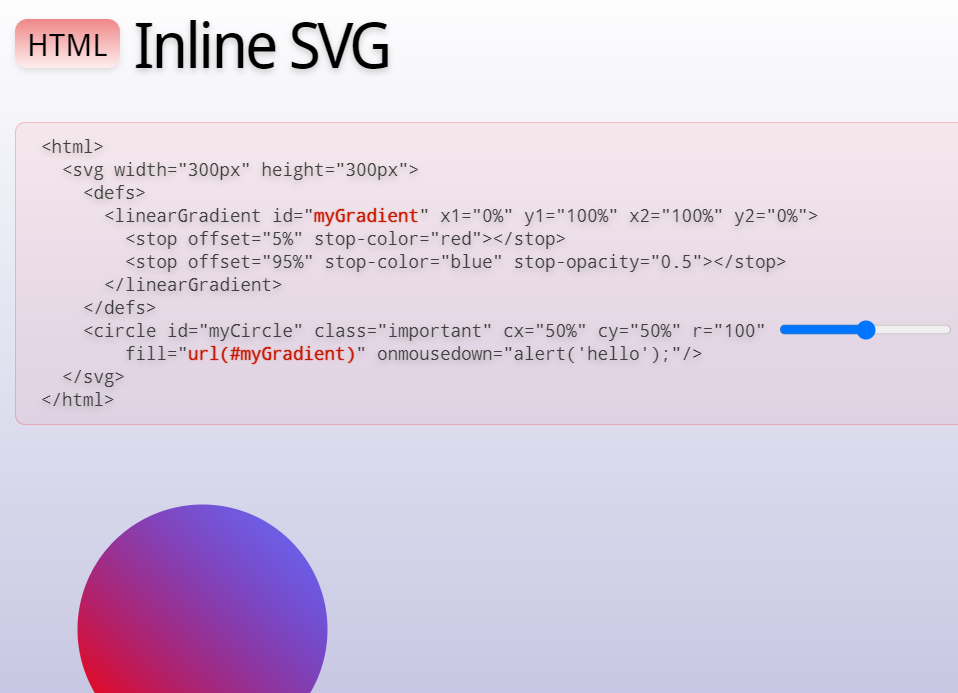 HTML Inline SVG
<html>
  <svg width="300px" height="300px">
    <defs>
      <linearGradient id="myGradient" x1="0%" y1="100%" x2="100%" y2="0%">
        <stop offset="5%" stop-color="red"></stop>
        <stop offset="95%" stop-color="blue" stop-opacity="0.5"></stop>
      </linearGradient>
    </defs>
    <circle id="myCircle" class="important" cx="50%" cy="50%" r="100"
        fill="url(#myGradient)" onmousedown="alert('hello');"/>
  </svg>
</html>